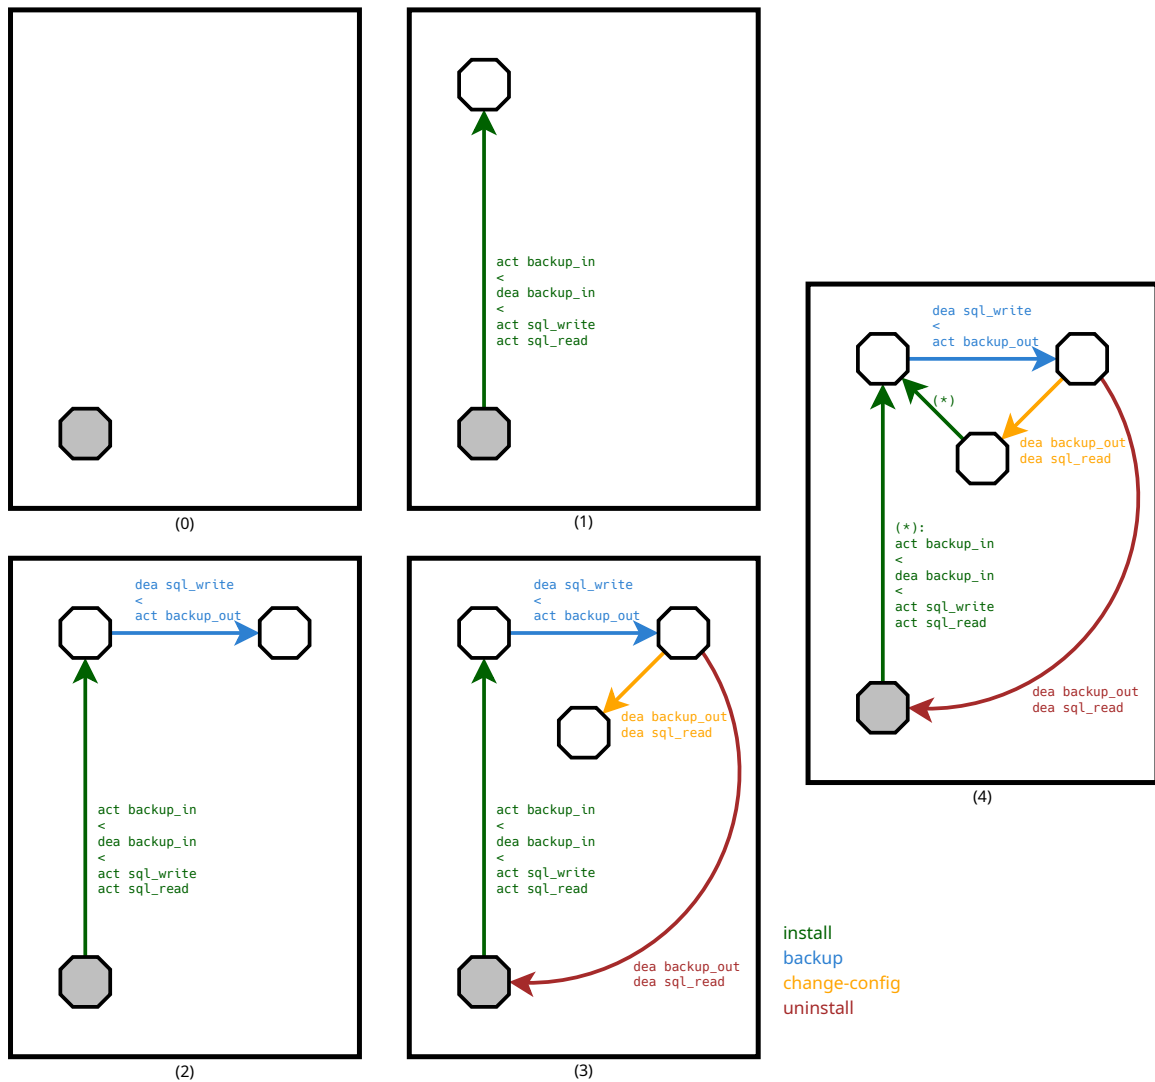 (0)
act backup_in
<
dea backup_in
<
act sql_write
act sql_read
(1)
dea sql_write
<
act backup_out
act backup_in
<
dea backup_in
<
act sql_write
act sql_read
(2)
dea sql_write
<
act backup_out
dea backup_out
dea sql_read
act backup_in
<
dea backup_in
<
act sql_write
act sql_read
dea backup_out
dea sql_read
(3)
dea sql_write
<
act backup_out
(*)
dea backup_out
dea sql_read
(*):
act backup_in
<
dea backup_in
<
act sql_write
act sql_read
dea backup_out
dea sql_read
(4)
install
backup
change-config
uninstall